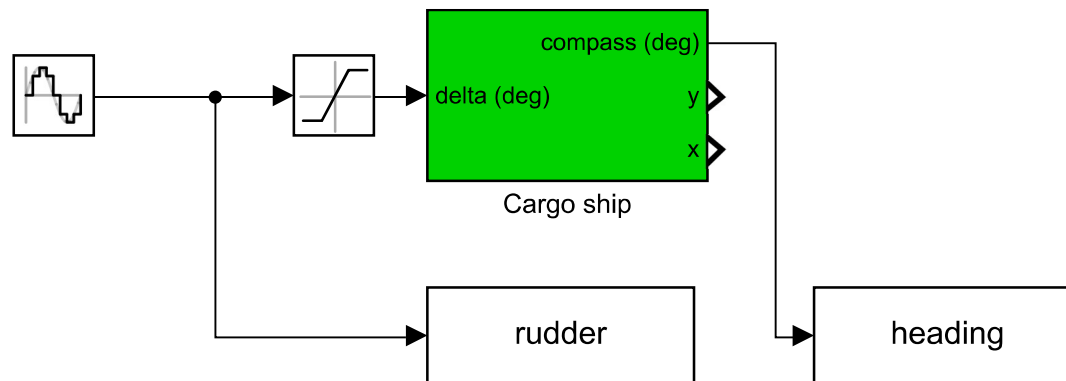 compass (deg)
delta (deg)
y
x
Cargo ship
rudder
heading